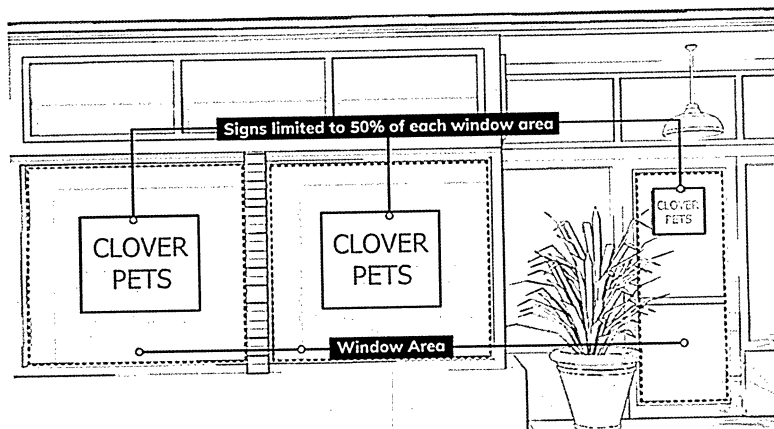 Signs limited to 50% of each window area
CLOVER
PETS
CLOVER
PETS
CLOVER
PETS
Window Area